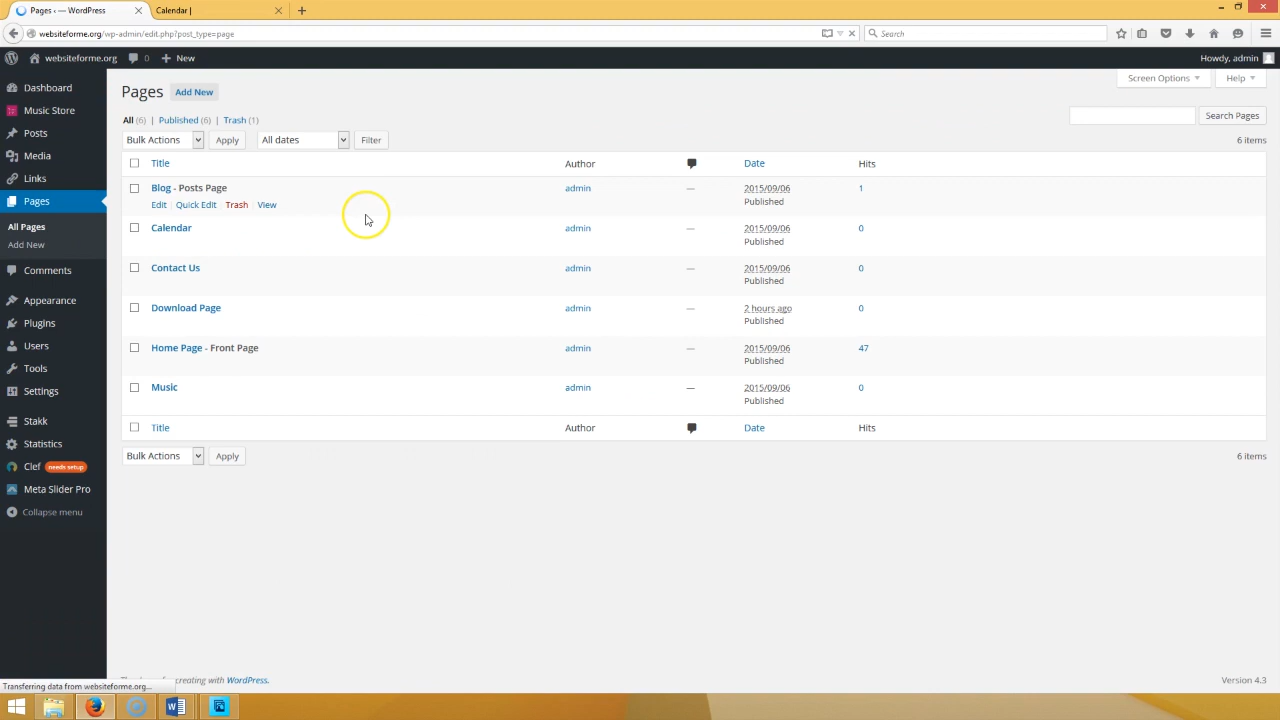 Pages ‹ — WordPress
Calendar |
websiteforme.org/wp-admin/edit.php?post_type=page
Search
websiteforme.org
0
New
Howdy, admin
Dashboard
Music Store
Posts
Media
Links
Pages
All Pages
Add New
Comments
Appearance
Plugins
Users
Tools
Settings
Stakk
Statistics
Clef needs setup
Meta Slider Pro
Collapse menu
Screen Options
Help
Pages Add New
All (6) | Published (6) | Trash (1)
Search Pages
Bulk Actions Apply All dates Filter 6 items
Title Author Date Hits
Blog - Posts Page admin — 2015/09/06 1
Published
Edit | Quick Edit | Trash | View
Calendar admin — 2015/09/06 0
Published
Contact Us admin — 2015/09/06 0
Published
Download Page admin — 2 hours ago 0
Published
Home Page - Front Page admin — 2015/09/06 47
Published
Music admin — 2015/09/06 0
Published
Title Author Date Hits
Bulk Actions Apply 6 items
creating with WordPress.
Version 4.3
Transferring data from websiteforme.org...